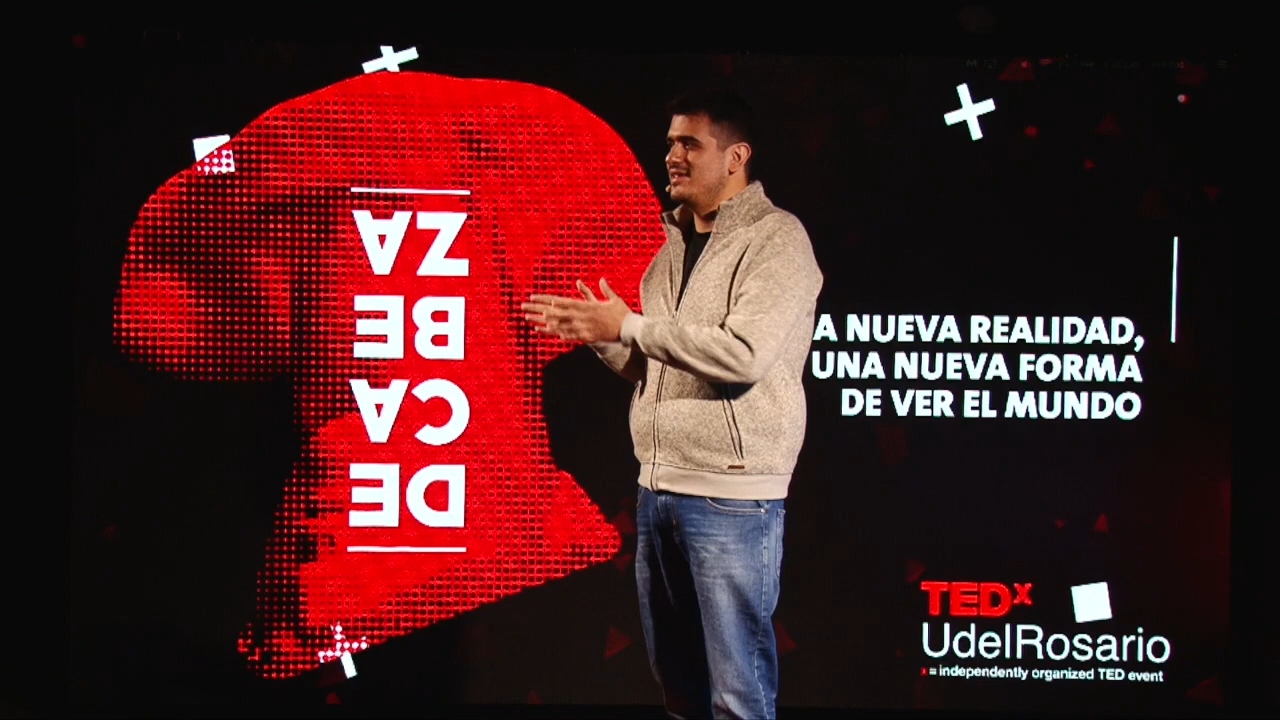 DE
CA
BE
ZA
A NUEVA REALIDAD,
UNA NUEVA FORMA
DE VER EL MUNDO
TEDx
UdelRosario
x = independently organized TED event